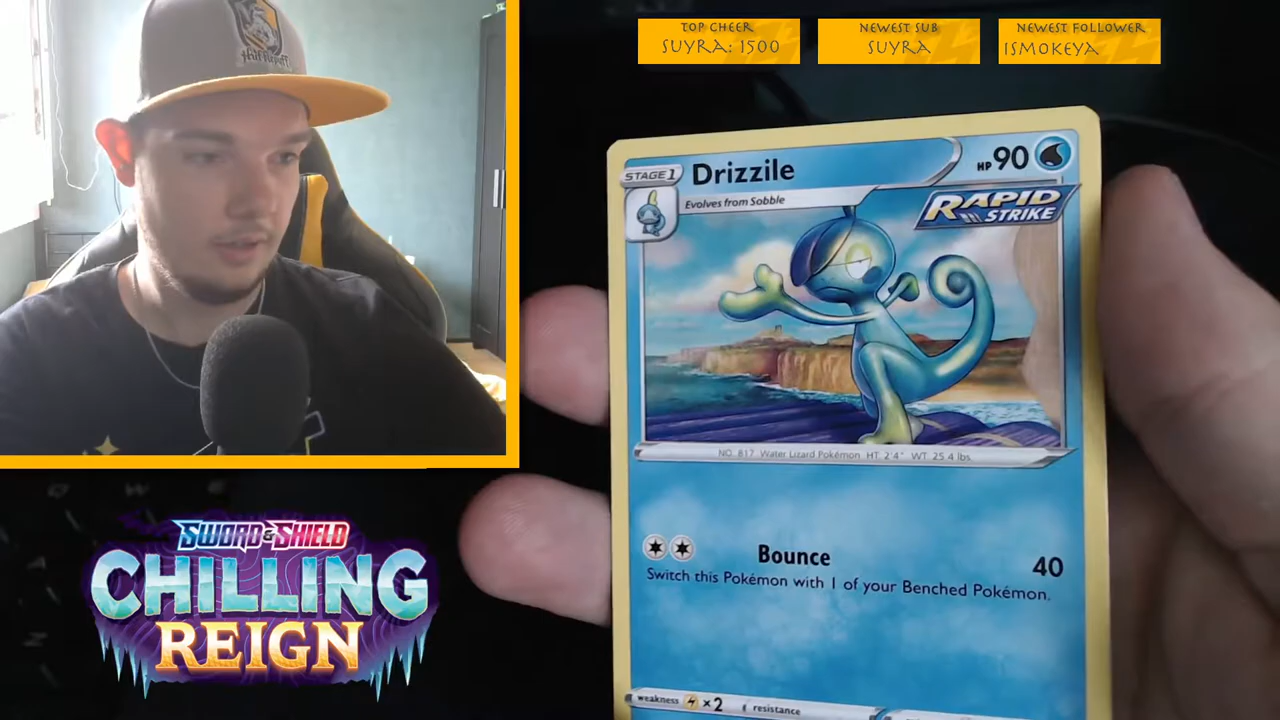 TOP CHEER
SUYRA: 1500
NEWEST SUB
SUYRA
NEWEST FOLLOWER
ISMOKEYA
STAGE 1
Drizzile
HP 90
Evolves from Sobble
RAPID
STRIKE
NO. 817 Water Lizard Pokémon HT: 2'4" WT: 25.4 lbs.
Bounce 40
Switch this Pokémon with 1 of your Benched Pokémon.
weakness ×2 resistance
SWORD & SHIELD
CHILLING
REIGN